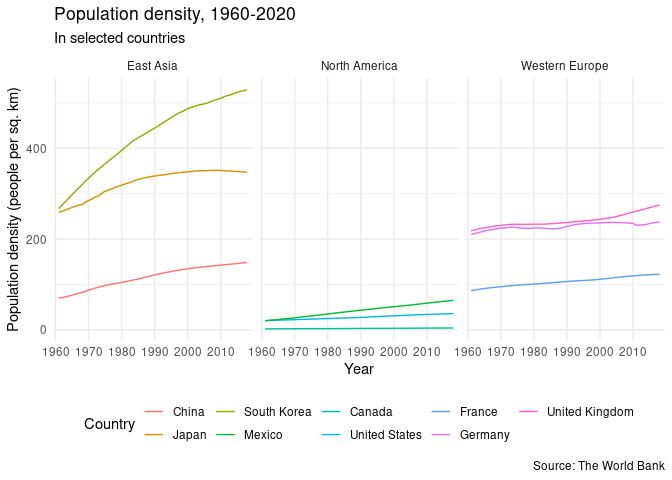 Population density, 1960-2020
In selected countries
East Asia
North America
Western Europe
Population density (people per sq. km)
400
200
0
1960 1970 1980 1990 2000 2010
1960 1970 1980 1990 2000 2010
1960 1970 1980 1990 2000 2010
Year
Country
China
South Korea
Canada
France
United Kingdom
Japan
Mexico
United States
Germany
Source: The World Bank